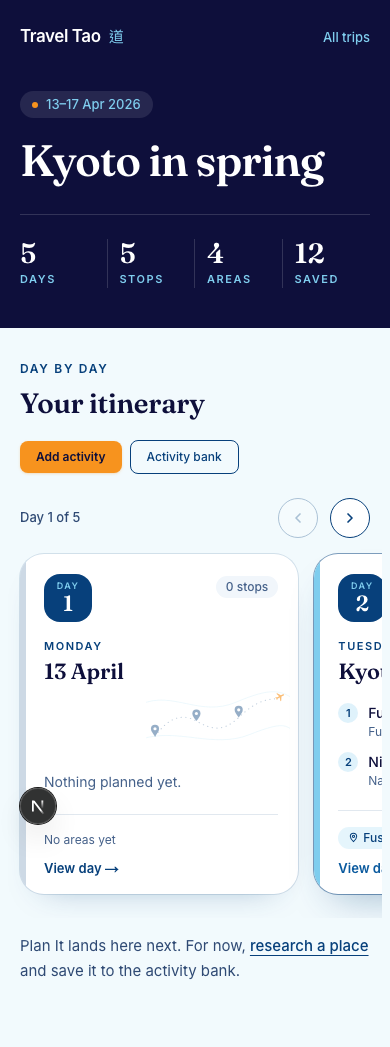 Travel Tao 道
All trips
13–17 Apr 2026
Kyoto in spring
5 5 4 12
DAYS STOPS AREAS SAVED
DAY BY DAY
Your itinerary
Add activity Activity bank
Day 1 of 5
DAY
1
0 stops
MONDAY
13 April
Nothing planned yet.
No areas yet
View day →
DAY
2
TUESD
Kyo
1 Fu
Fu
2 Ni
Na
Fus
View d
N
Plan It lands here next. For now, research a place
and save it to the activity bank.